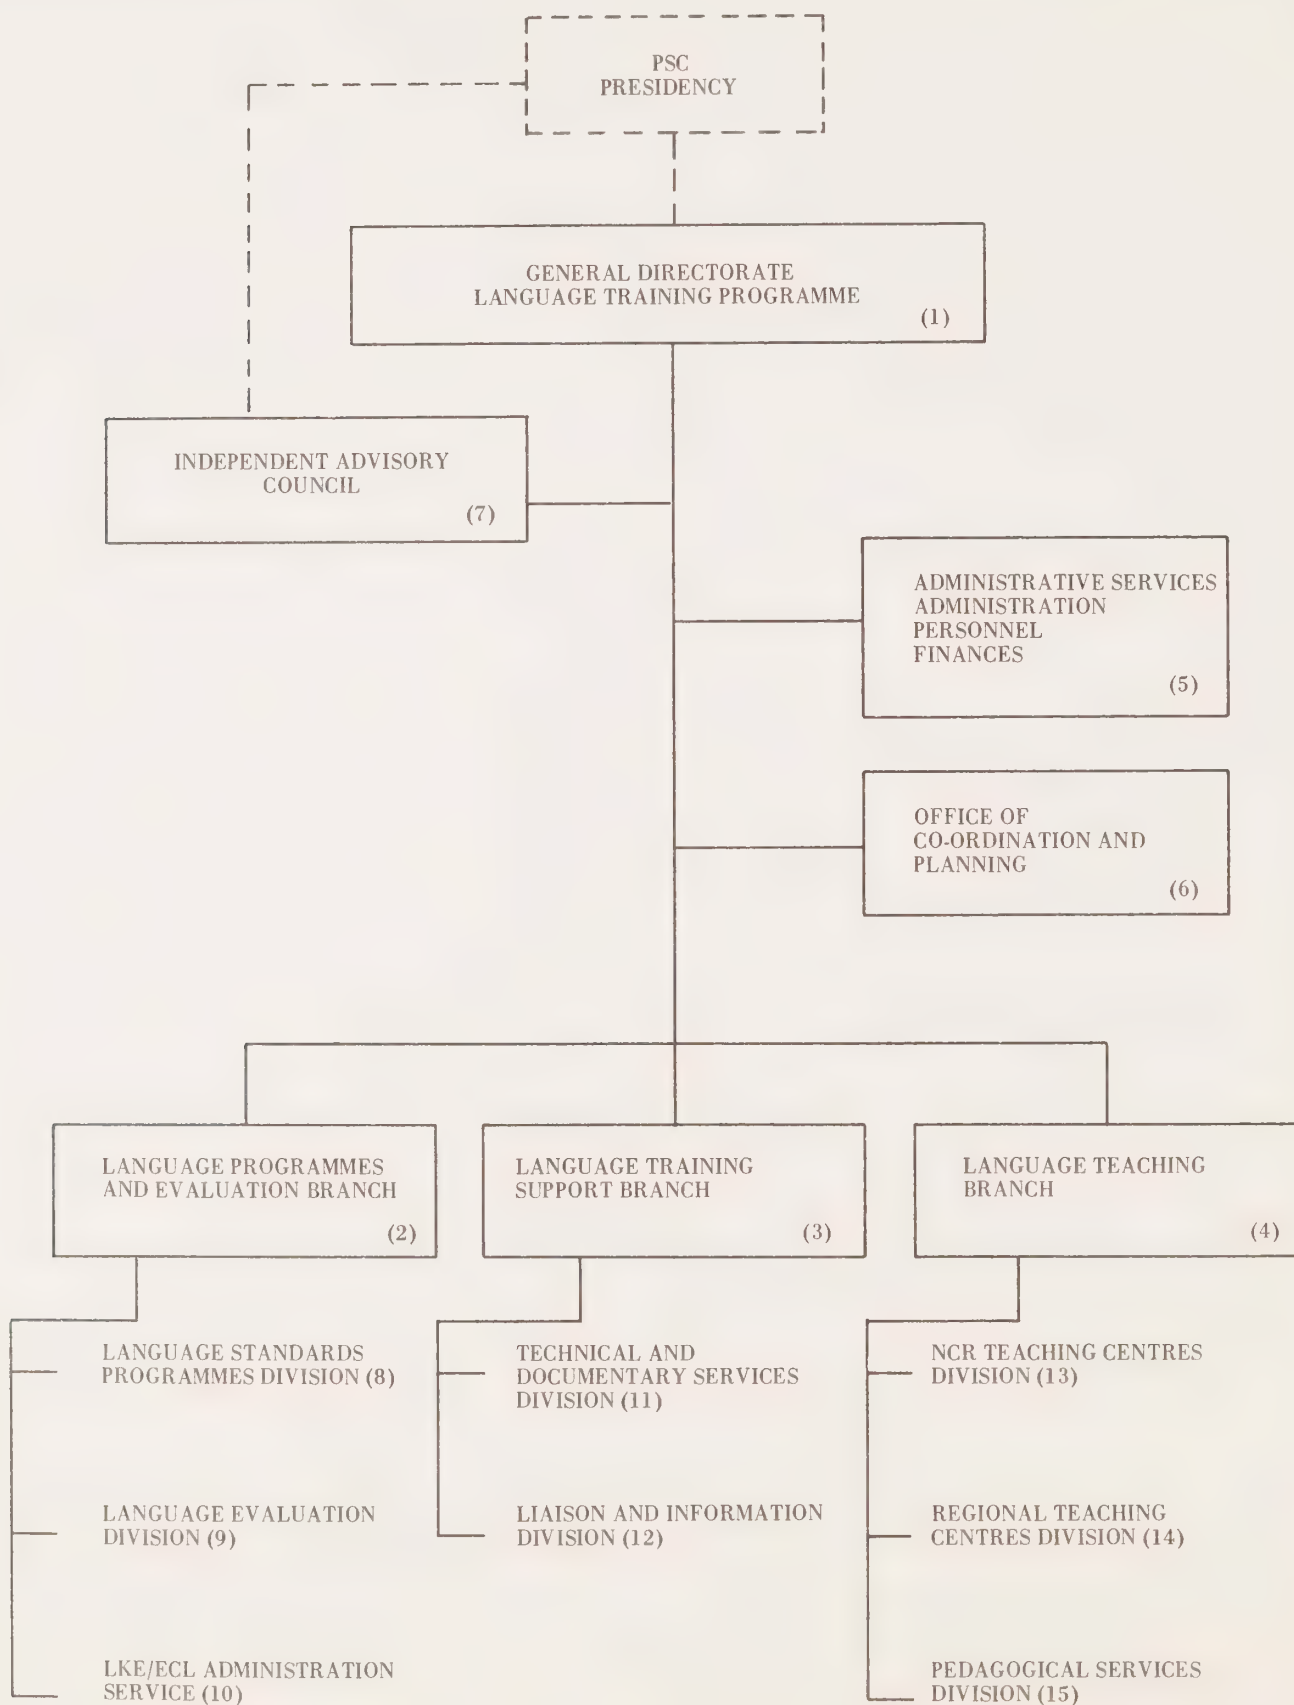 PSC
PRESIDENCY
GENERAL DIRECTORATE
LANGUAGE TRAINING PROGRAMME
(1)
INDEPENDENT ADVISORY
COUNCIL
(7)
ADMINISTRATIVE SERVICES
ADMINISTRATION
PERSONNEL
FINANCES
(5)
OFFICE OF
CO-ORDINATION AND
PLANNING
(6)
LANGUAGE PROGRAMMES
AND EVALUATION BRANCH
(2)
LANGUAGE TRAINING
SUPPORT BRANCH
(3)
LANGUAGE TEACHING
BRANCH
(4)
LANGUAGE STANDARDS
PROGRAMMES DIVISION (8)
LANGUAGE EVALUATION
DIVISION (9)
LKE/ECL ADMINISTRATION
SERVICE (10)
TECHNICAL AND
DOCUMENTARY SERVICES
DIVISION (11)
LIAISON AND INFORMATION
DIVISION (12)
NCR TEACHING CENTRES
DIVISION (13)
REGIONAL TEACHING
CENTRES DIVISION (14)
PEDAGOGICAL SERVICES
DIVISION (15)